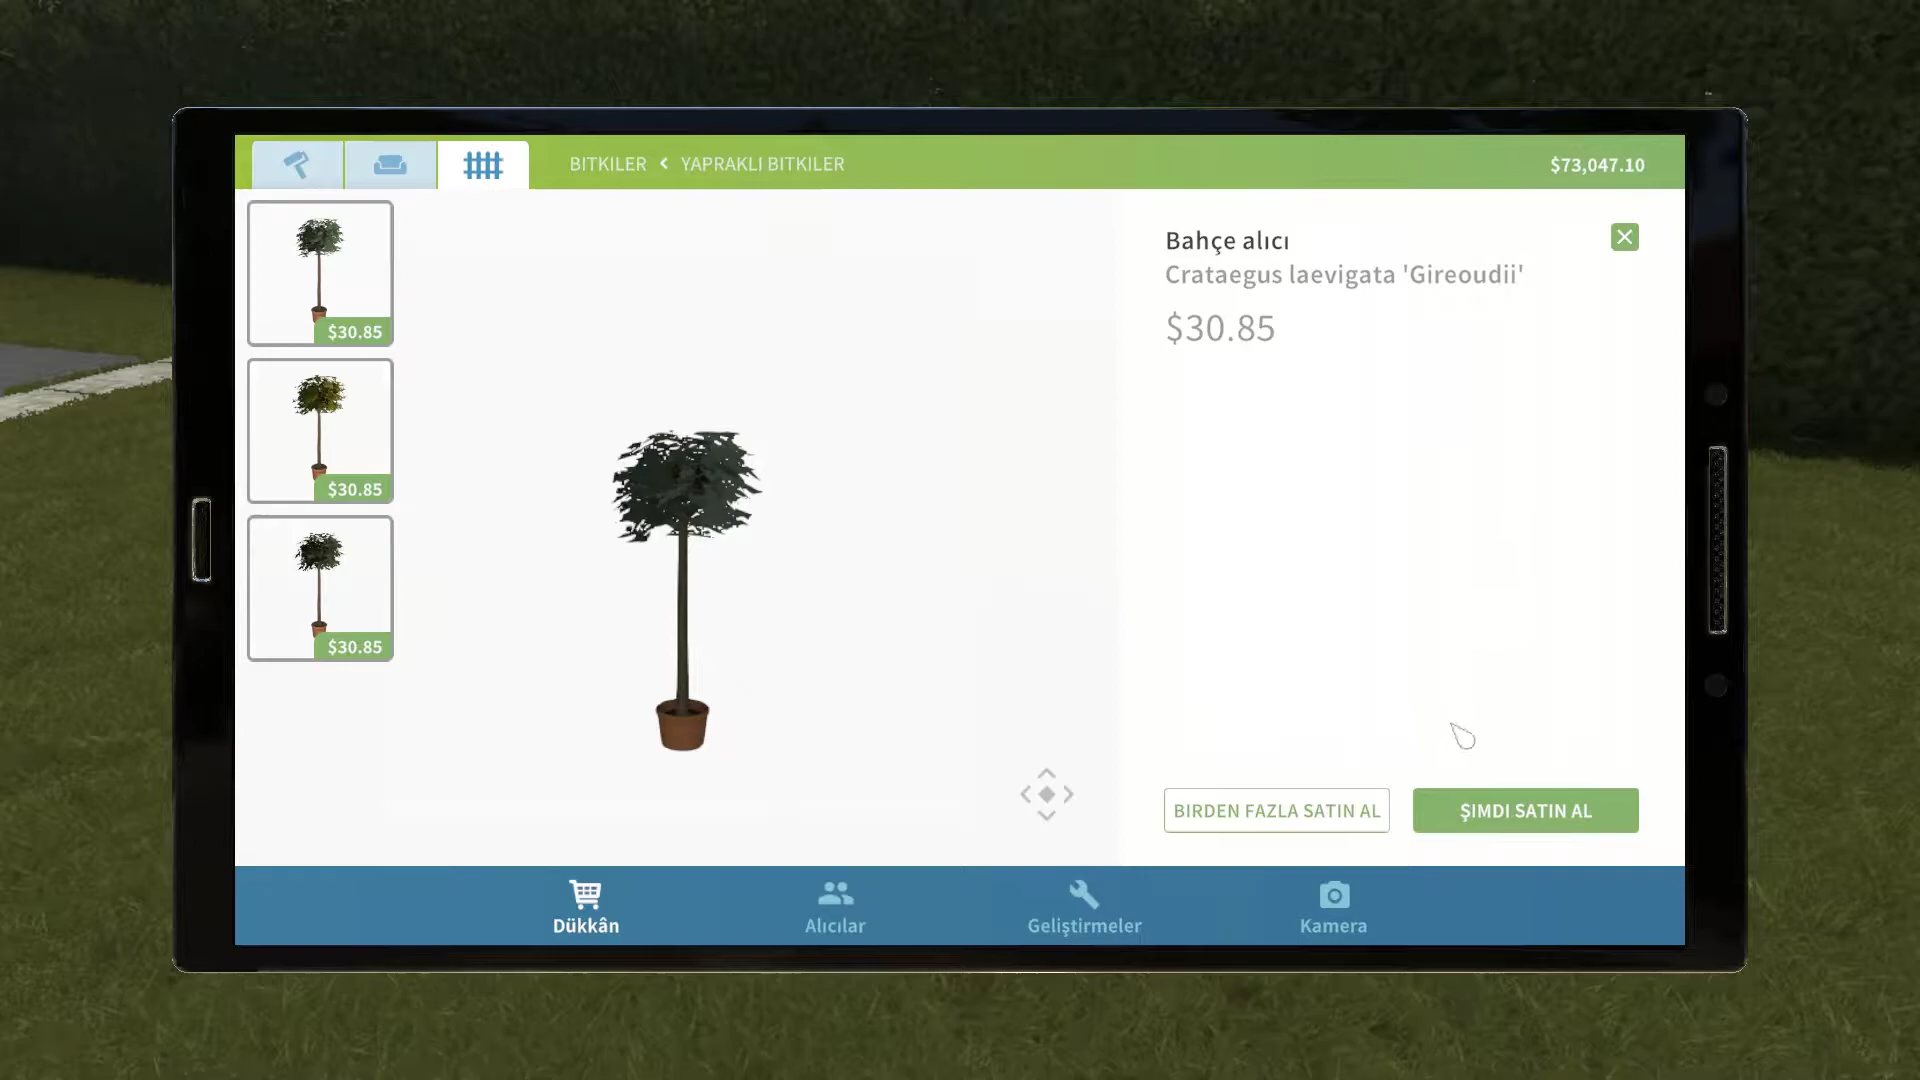 BITKILER < YAPRAKLI BITKILER
$73,047.10
$30.85
$30.85
$30.85
Bahçe alıcı
Crataegus laevigata 'Gireoudii'
$30.85
BIRDEN FAZLA SATIN AL
ŞIMDI SATIN AL
Dükkân
Alıcılar
Geliştirmeler
Kamera